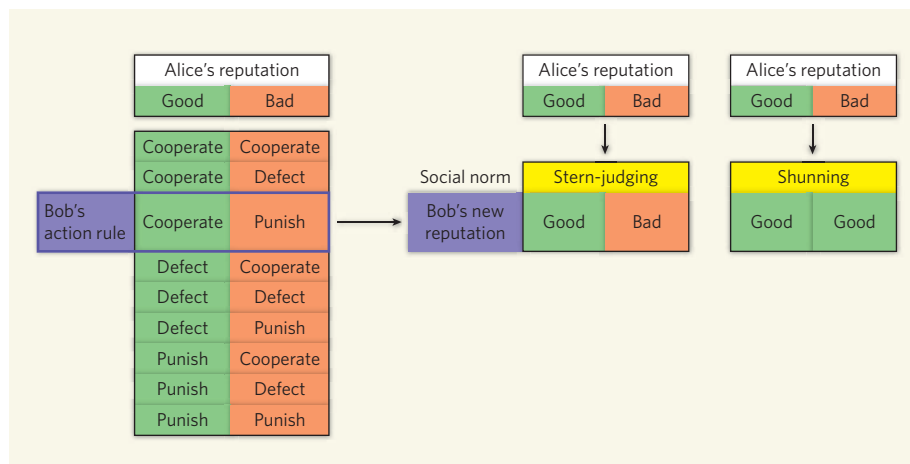 Alice's reputation
Good Bad
Cooperate Cooperate
Cooperate Defect
Bob's
action rule
Cooperate Punish
Defect Cooperate
Defect Defect
Defect Punish
Punish Cooperate
Punish Defect
Punish Punish
Social norm
Bob's new
reputation
Alice's reputation
Good Bad
Stern-judging
Good Bad
Alice's reputation
Good Bad
Shunning
Good Good